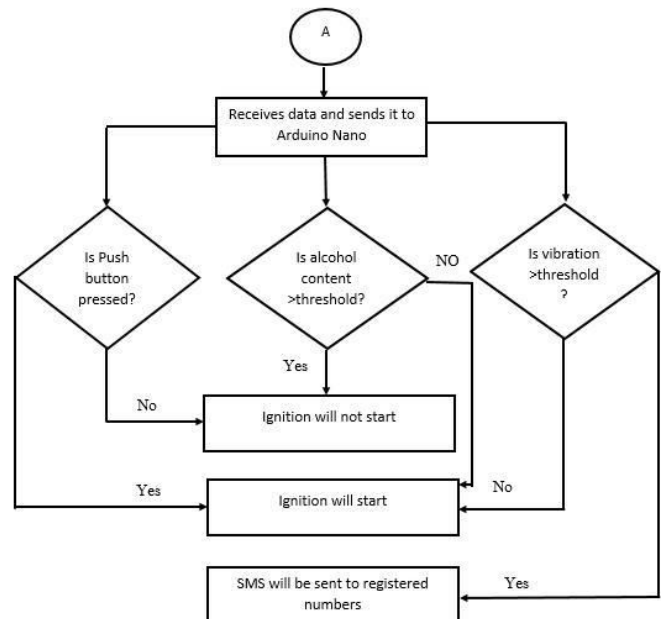 A
Receives data and sends it to
Arduino Nano
Is Push
button
pressed?
Is alcohol
content
>threshold?
NO
Is vibration
>threshold
?
Yes
No
Ignition will not start
Yes
Ignition will start
No
SMS will be sent to registered
numbers
Yes